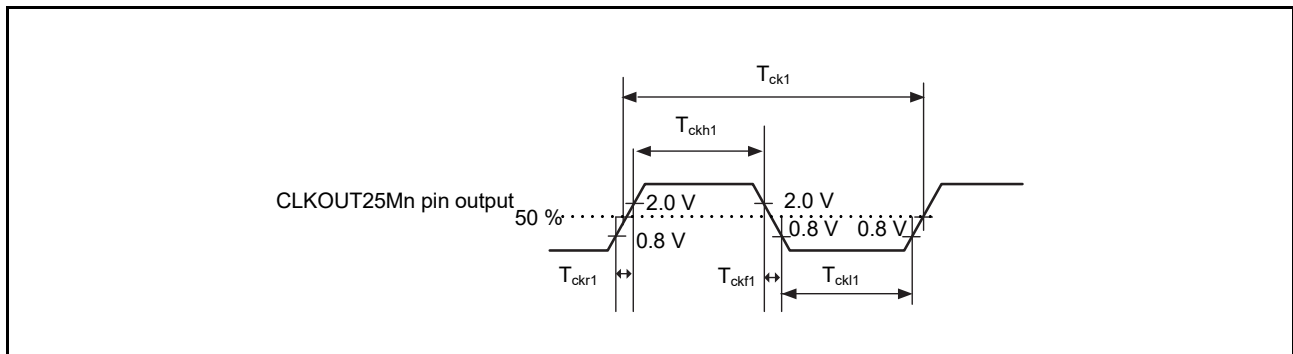 Tck1
Tckh1
CLKOUT25Mn pin output
50 %
2.0 V
2.0 V
0.8 V
0.8 V
0.8 V
Tckr1
Tckf1
Tckl1